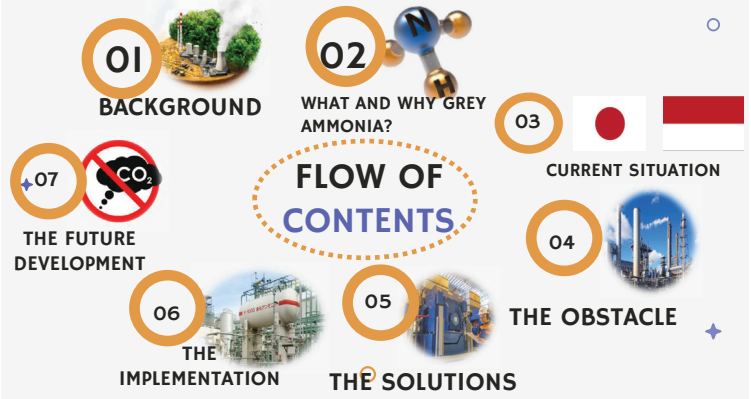 01
BACKGROUND
02
N
H
WHAT AND WHY GREY
AMMONIA?
03
CURRENT SITUATION
04
THE OBSTACLE
05
THE SOLUTIONS
06
THE
IMPLEMENTATION
07
CO2
THE FUTURE
DEVELOPMENT
FLOW OF
CONTENTS